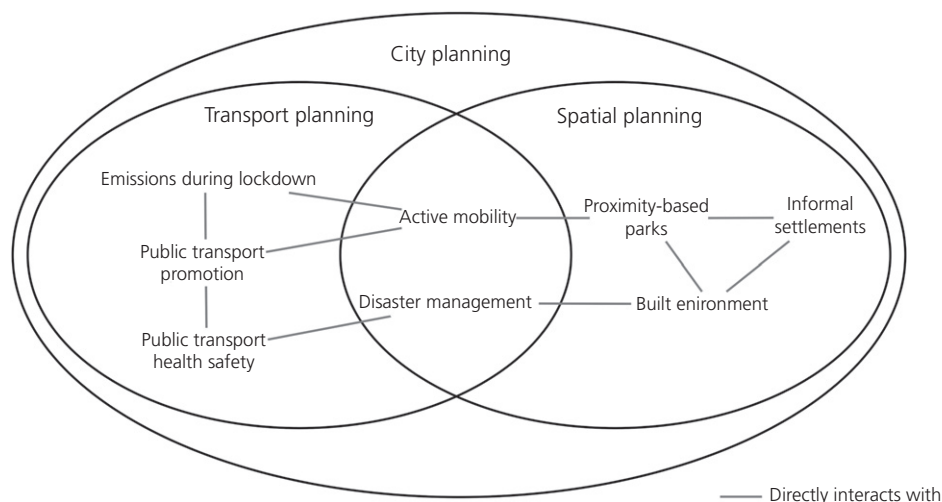 City planning
Transport planning
Spatial planning
Emissions during lockdown
Active mobility
Proximity-based
parks
Informal
settlements
Public transport
promotion
Disaster management
Built enironment
Public transport
health safety
Directly interacts with